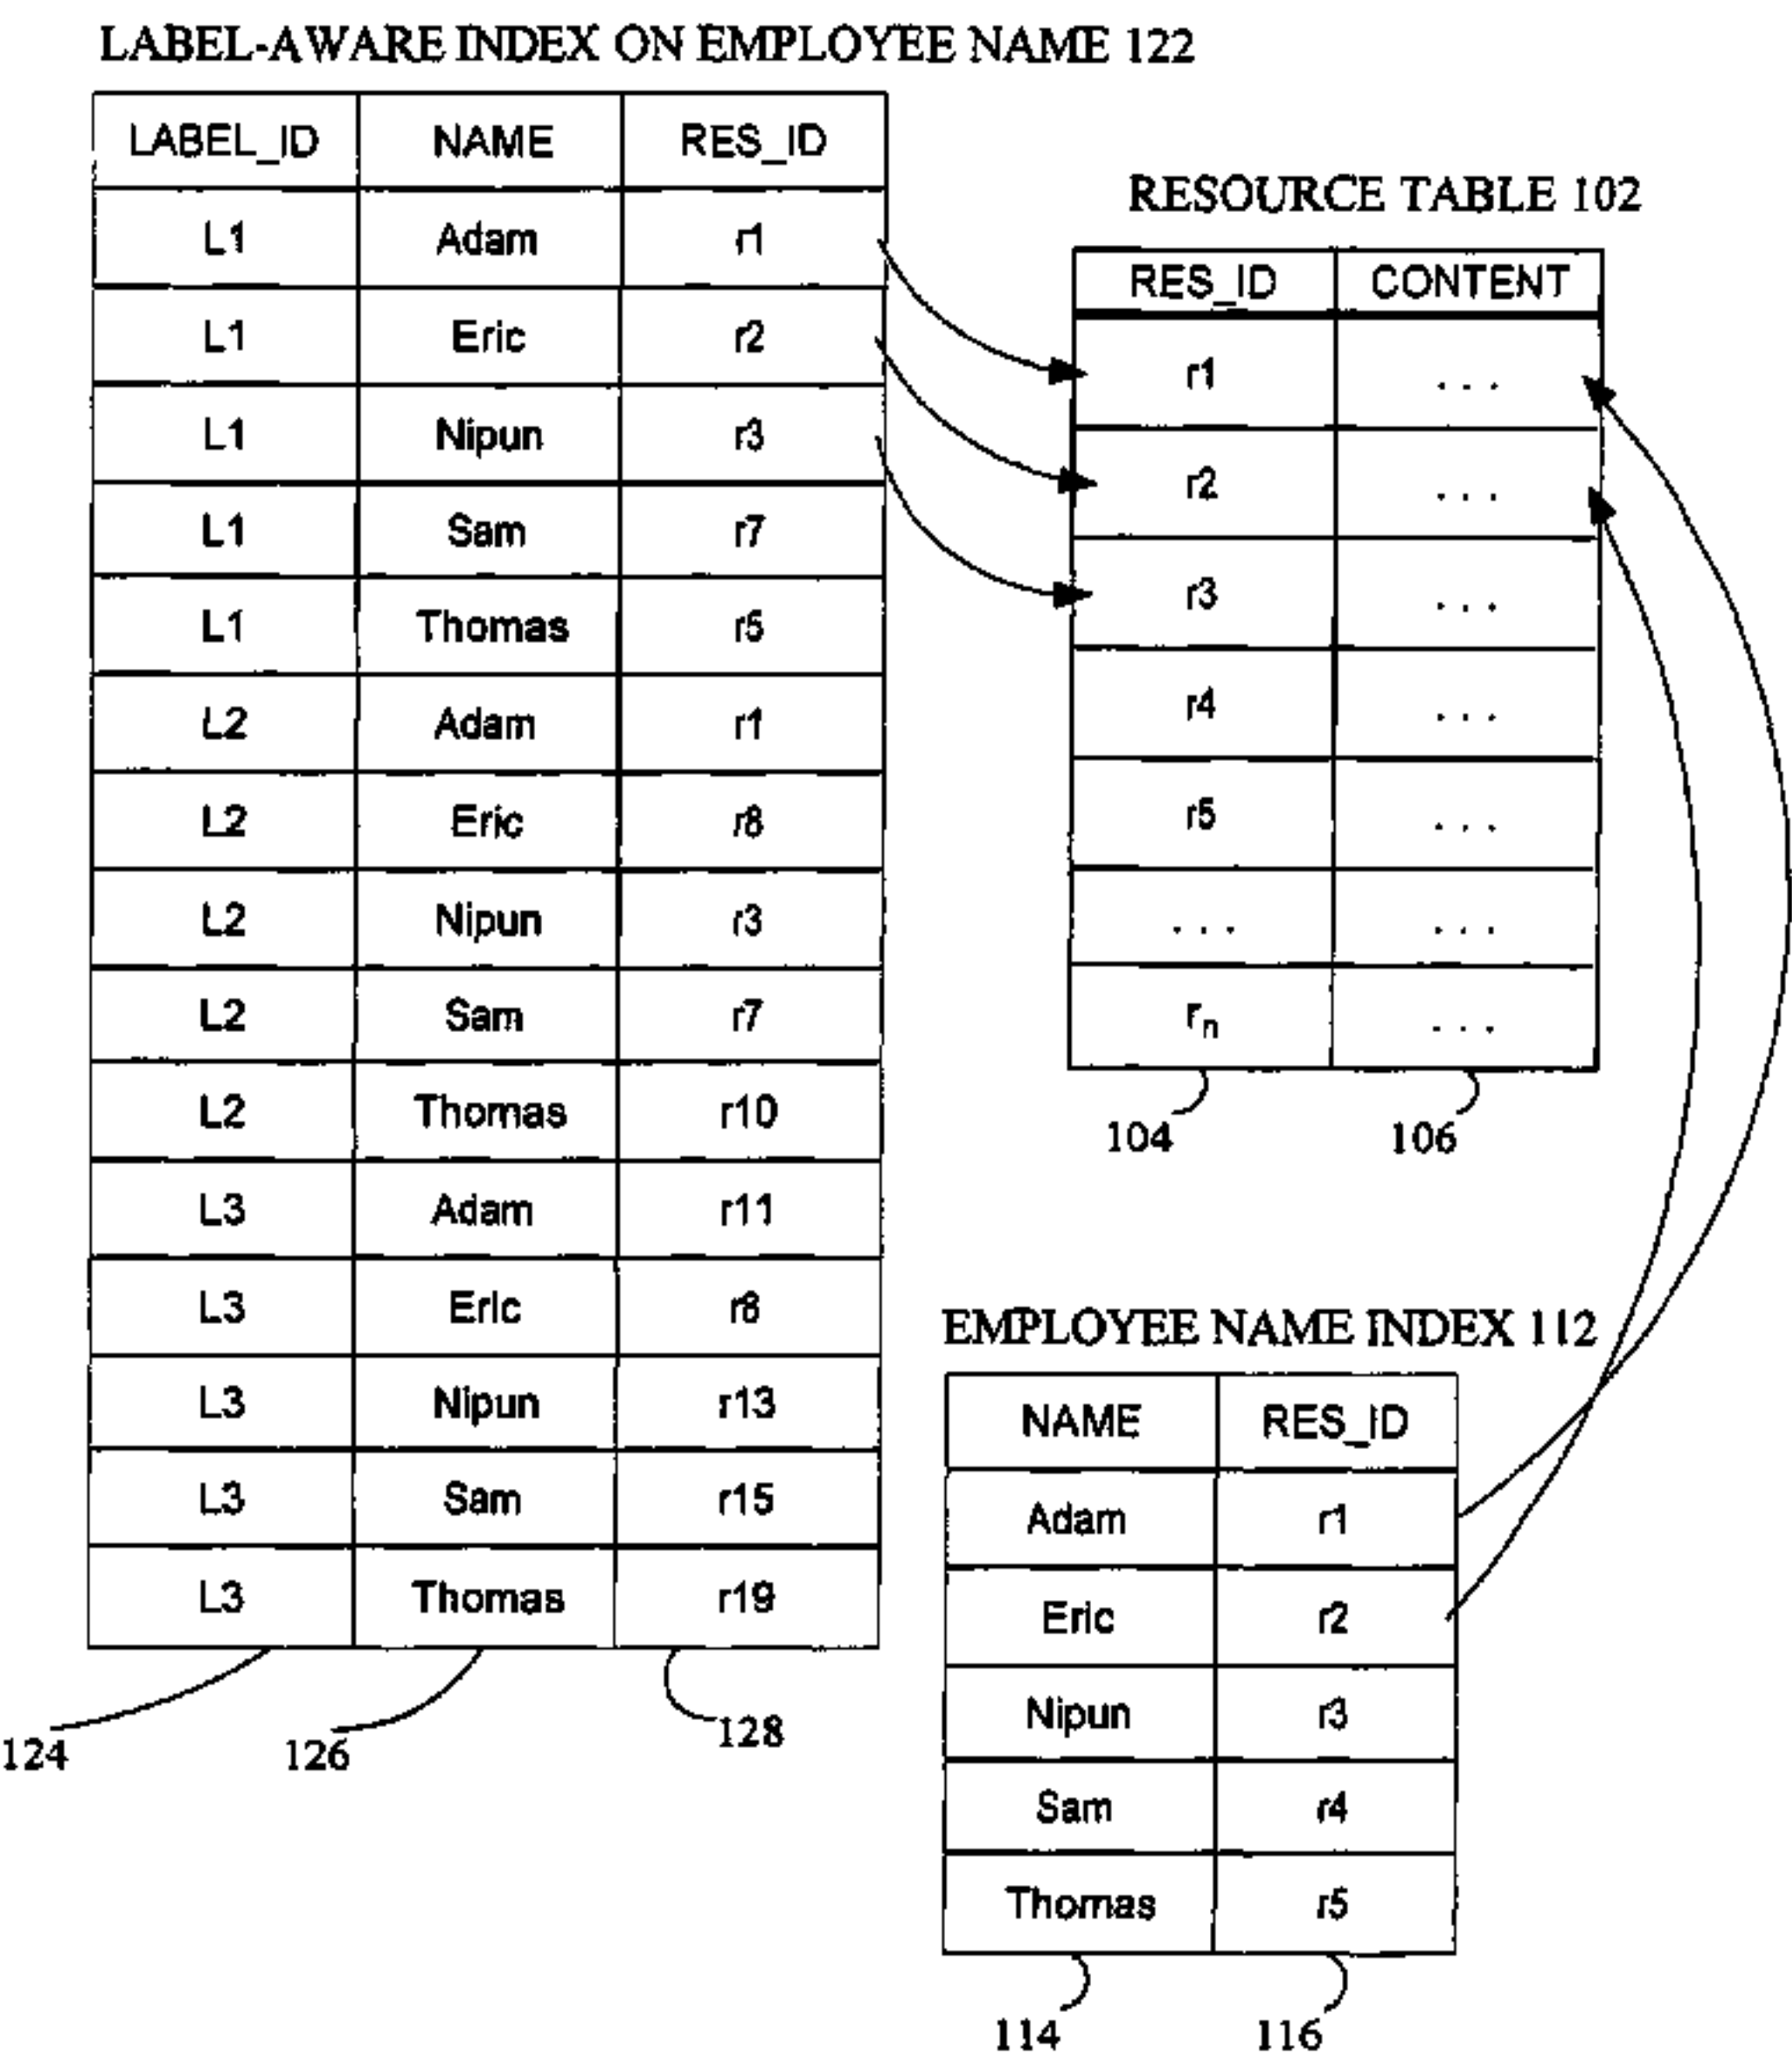 LABEL-AWARE INDEX ON EMPLOYEE NAME 122
LABEL_ID NAME RES_ID
L1 Adam r1
L1 Eric r2
L1 Nipun r3
L1 Sam r7
L1 Thomas r5
L2 Adam r1
L2 Eric r8
L2 Nipun r3
L2 Sam r7
L2 Thomas r10
L3 Adam r11
L3 Eric r8
L3 Nipun r13
L3 Sam r15
L3 Thomas r19
124 126 128
RESOURCE TABLE 102
RES_ID CONTENT
r1 . . .
r2 . . .
r3 . . .
r4 . . .
r5 . . .
. . . . . .
rn . . .
104 106
EMPLOYEE NAME INDEX 112
NAME RES_ID
Adam r1
Eric r2
Nipun r3
Sam r4
Thomas r5
114 116